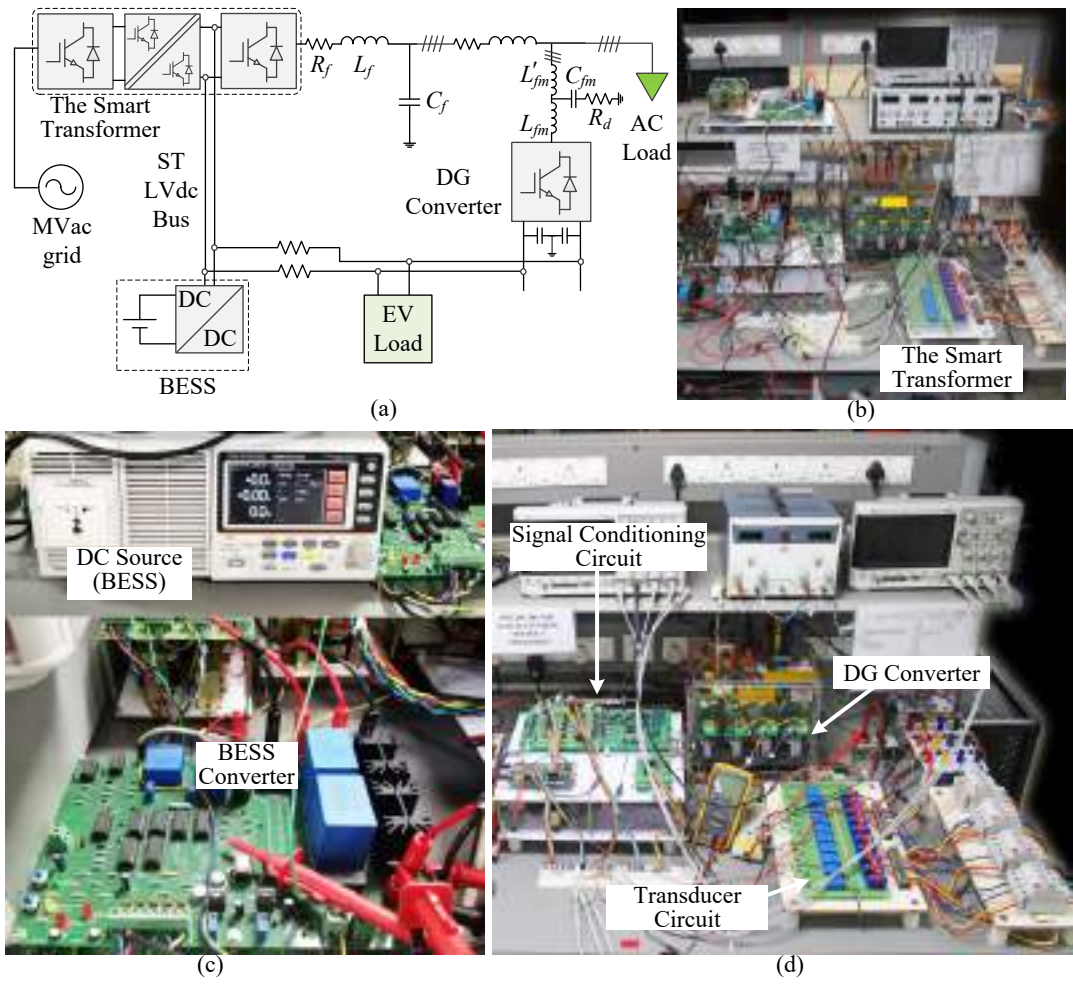 The Smart
Transformer
R_f
L_f
C_f
L'_fm
C_fm
R_d
L_fm
AC
Load
ST
LVdc
Bus
DG
Converter
MVac
grid
DC
DC
EV
Load
BESS
(a)
The Smart
Transformer
(b)
DC Source
(BESS)
BESS
Converter
(c)
Signal Conditioning
Circuit
DG Converter
Transducer
Circuit
(d)